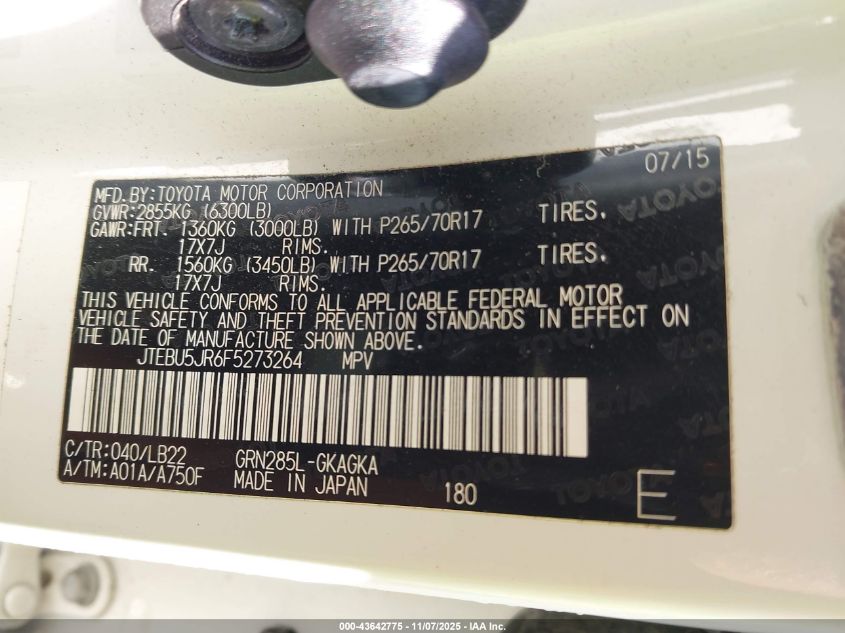 07/15
MFD.BY:TOYOTA MOTOR CORPORATION
GVWR:2855KG (6300LB)
GAWR:FRT. 1360KG (3000LB) WITH P265/70R17 TIRES.
17X7J RIMS.
RR. 1560KG (3450LB) WITH P265/70R17 TIRES.
17X7J RIMS.
THIS VEHICLE CONFORMS TO ALL APPLICABLE FEDERAL MOTOR
VEHICLE SAFETY AND THEFT PREVENTION STANDARDS IN EFFECT ON
THE DATE OF MANUFACTURE SHOWN ABOVE.
JTEBU5JR6F5273264 MPV
C/TR:040/LB22 GRN285L-GKAGKA
A/TM:A01A/A750F MADE IN JAPAN 180 E
000-43642775 - 11/07/2025 - IAA Inc.